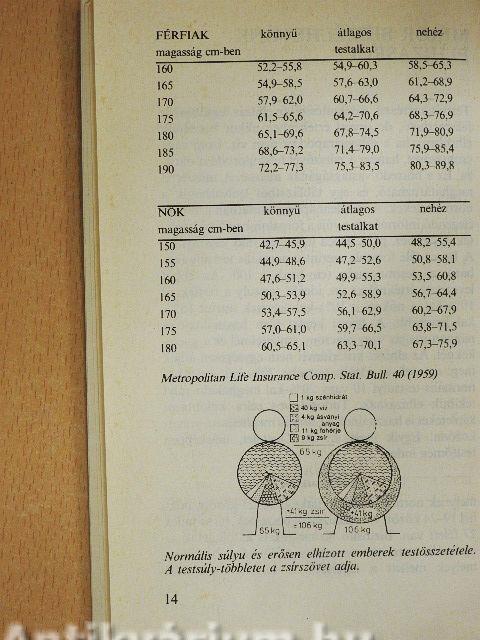 FÉRFIAK könnyű átlagos nehéz
magasság cm-ben testalkat
160 52,2–55,8 54,9–60,3 58,5–65,3
165 54,9–58,5 57,6–63,0 61,2–68,9
170 57,9–62,0 60,7–66,6 64,3–72,9
175 61,5–65,6 64,2–70,6 68,3–76,9
180 65,1–69,6 67,8–74,5 71,9–80,9
185 68,6–73,2 71,4–79,0 75,9–85,4
190 72,2–77,3 75,3–83,5 80,3–89,8
NŐK könnyű átlagos nehéz
magasság cm-ben testalkat
150 42,7–45,9 44,5–50,0 48,2–55,4
155 44,9–48,6 47,2–52,6 50,8–58,1
160 47,6–51,2 49,9–55,3 53,5–60,8
165 50,3–53,9 52,6–58,9 56,7–64,4
170 53,4–57,5 56,1–62,9 60,2–67,9
175 57,0–61,0 59,7–66,5 63,8–71,5
180 60,5–65,1 63,3–70,1 67,3–75,9
Metropolitan Life Insurance Comp. Stat. Bull. 40 (1959)
1 kg szénhidrát
40 kg víz
4 kg ásványi
anyag
11 kg fehérje
9 kg zsír
65 kg
+41 kg
+41 kg zsír
=106 kg
65 kg
106 kg
Normális súlyu és erősen elhízott emberek testösszetétele.
A testsúly-többletet a zsírszövet adja.
14
Antikvárium.hu